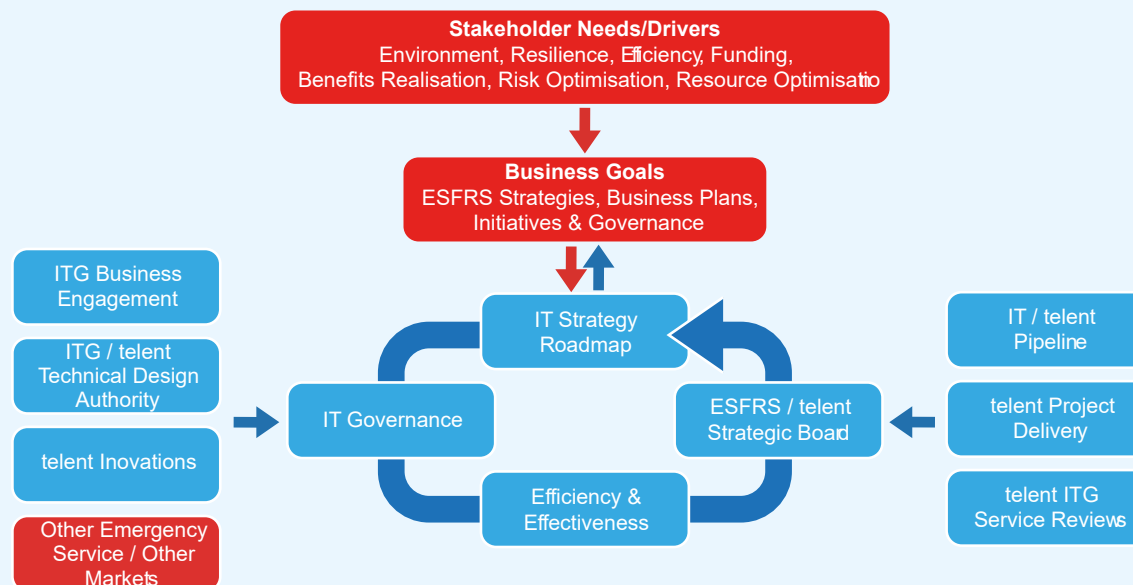 Stakeholder Needs/Drivers
Environment, Resilience, Efficiency, Funding,
Benefits Realisation, Risk Optimisation, Resource Optimisatio
Business Goals
ESFRS Strategies, Business Plans,
Initiatives & Governance
ITG Business
Engagement
ITG / telent
Technical Design
Authority
telent Inovations
Other Emergency
Service / Other
Markets
IT Strategy
Roadmap
IT Governance
ESFRS / telent
Strategic Board
Efficiency &
Effectiveness
IT / telent
Pipeline
telent Project
Delivery
telent ITG
Service Reviews